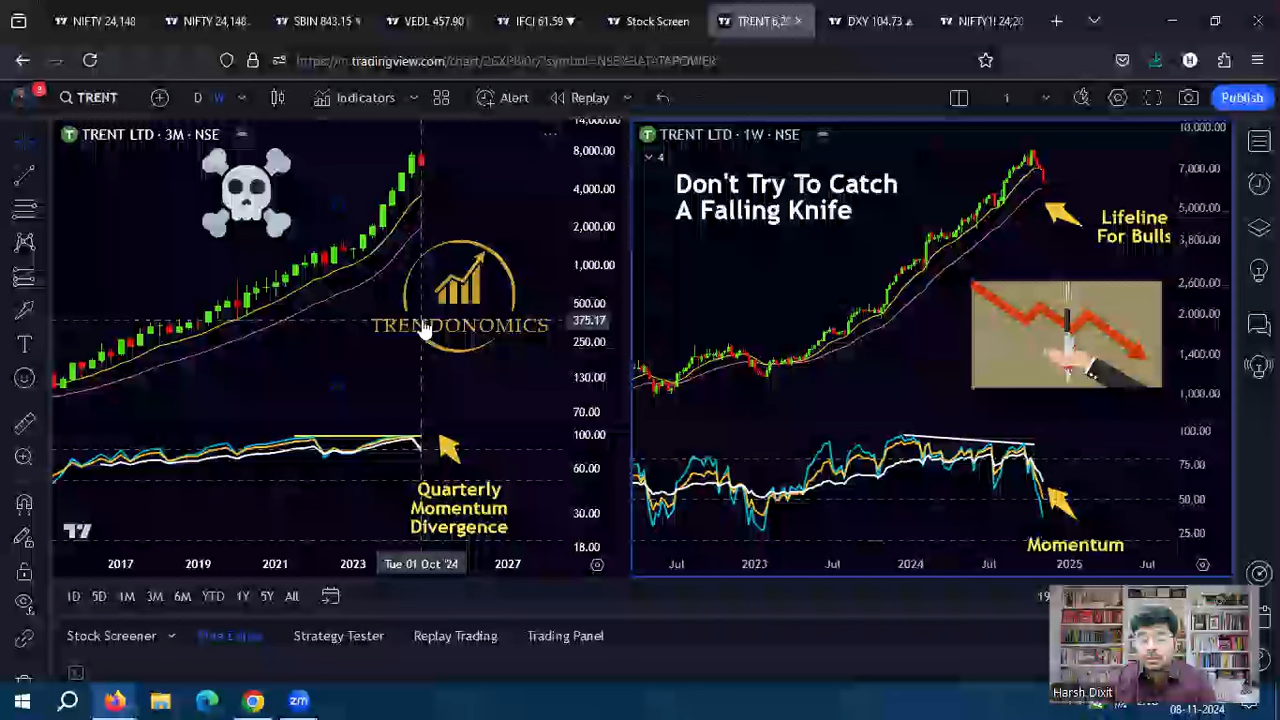 NIFTY 24,148
NIFTY 24,148.
SBIN 843.15
VEDL 457.90
IFCI 61.59
Stock Screen
TRENT 6,2
DXY 104.73
NIFTY1! 24,20
tradingview.com/chart/
TRENT
D
W
Indicators
Alert
Replay
1
Publish
TRENT LTD · 3M · NSE
14,000.00
8,000.00
4,000.00
2,000.00
1,000.00
500.00
375.17
250.00
130.00
70.00
100.00
60.00
30.00
18.00
TRENDONOMICS
Quarterly
Momentum
Divergence
2017
2019
2021
2023
Tue 01 Oct '24
2027
TRENT LTD · 1W · NSE
4
Don't Try To Catch
A Falling Knife
Lifeline
For Bulls
10,000.00
7,000.00
5,000.00
3,800.00
2,600.00
2,000.00
1,400.00
1,000.00
100.00
75.00
50.00
25.00
Momentum
Jul
2023
Jul
2024
Jul
2025
Jul
1D
5D
1M
3M
6M
YTD
1Y
5Y
All
Stock Screener
Pine Editor
Strategy Tester
Replay Trading
Trading Panel
Harsh Dixit
zm
08-11-2024